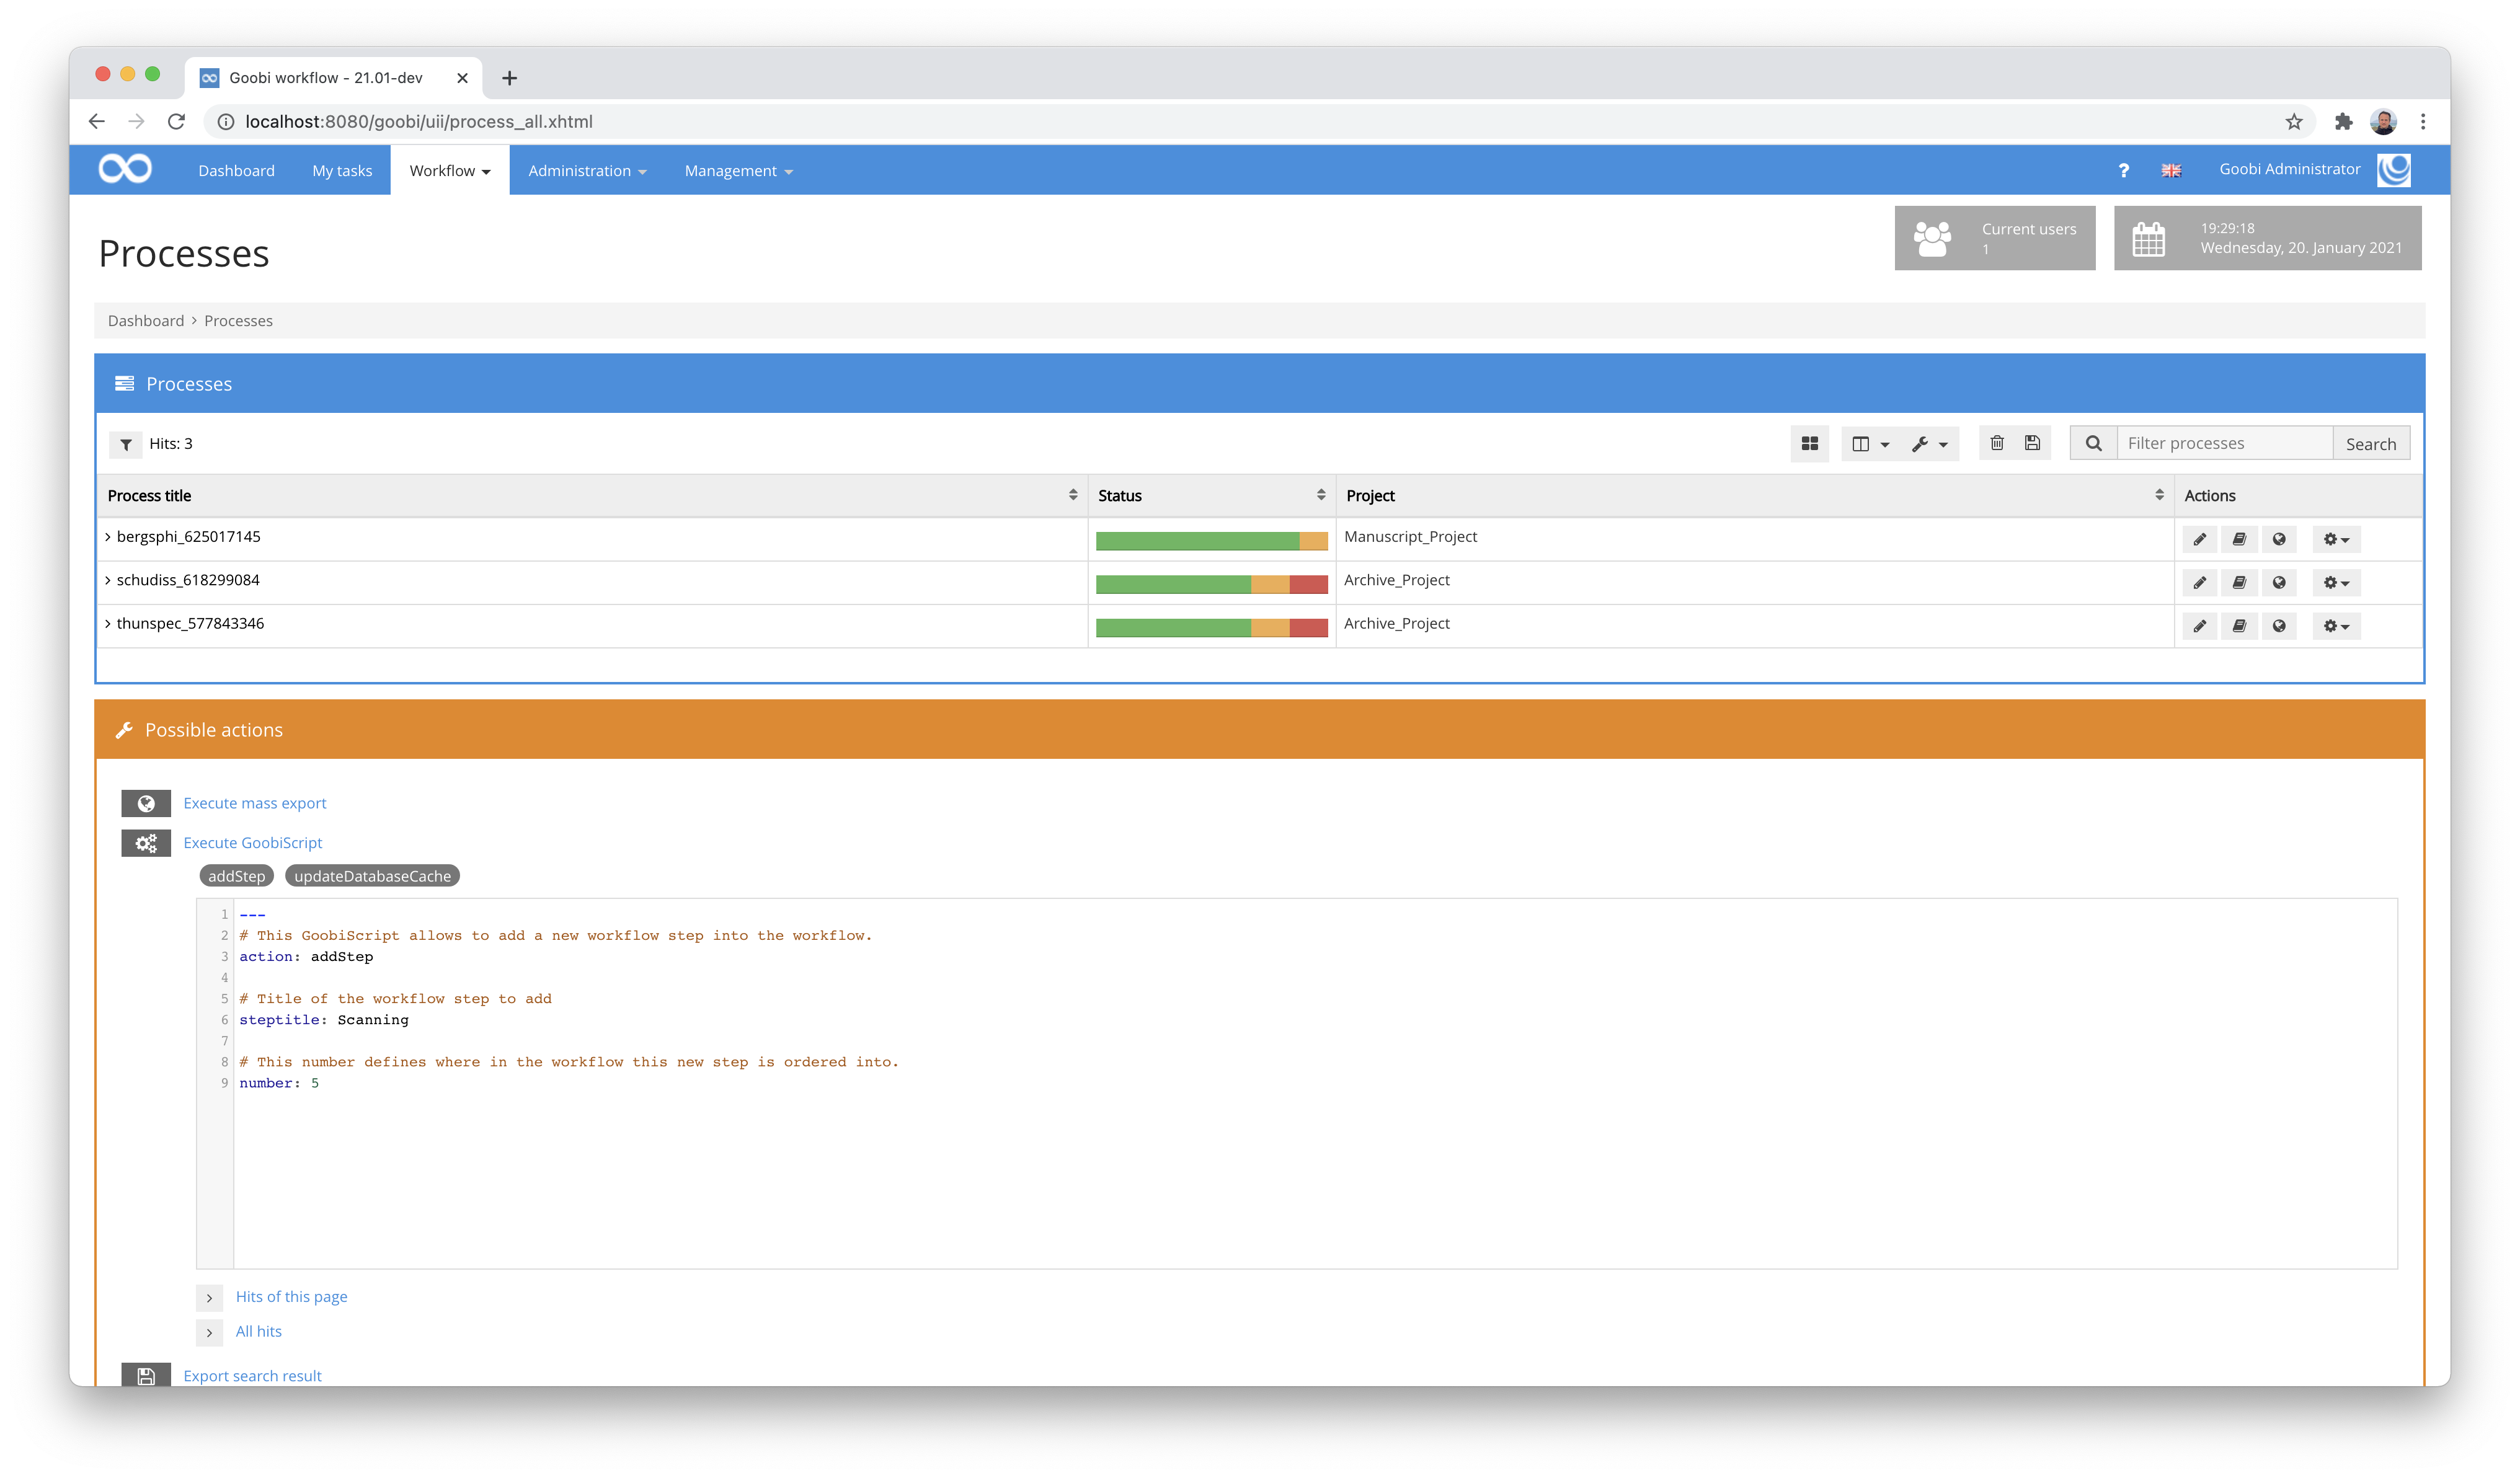 Goobi workflow - 21.01-dev
localhost:8080/goobi/uii/process_all.xhtml
Dashboard My tasks Workflow Administration Management ? Goobi Administrator
Processes
Current users
1
19:29:18
Wednesday, 20. January 2021
Dashboard > Processes
Processes
Hits: 3
Filter processes Search
Process title Status Project Actions
bergsphi_625017145 Manuscript_Project
schudiss_618299084 Archive_Project
thunspec_577843346 Archive_Project
Possible actions
Execute mass export
Execute GoobiScript
addStep updateDatabaseCache
1 ---
2 # This GoobiScript allows to add a new workflow step into the workflow.
3 action: addStep
4
5 # Title of the workflow step to add
6 steptitle: Scanning
7
8 # This number defines where in the workflow this new step is ordered into.
9 number: 5
Hits of this page
All hits
Export search result